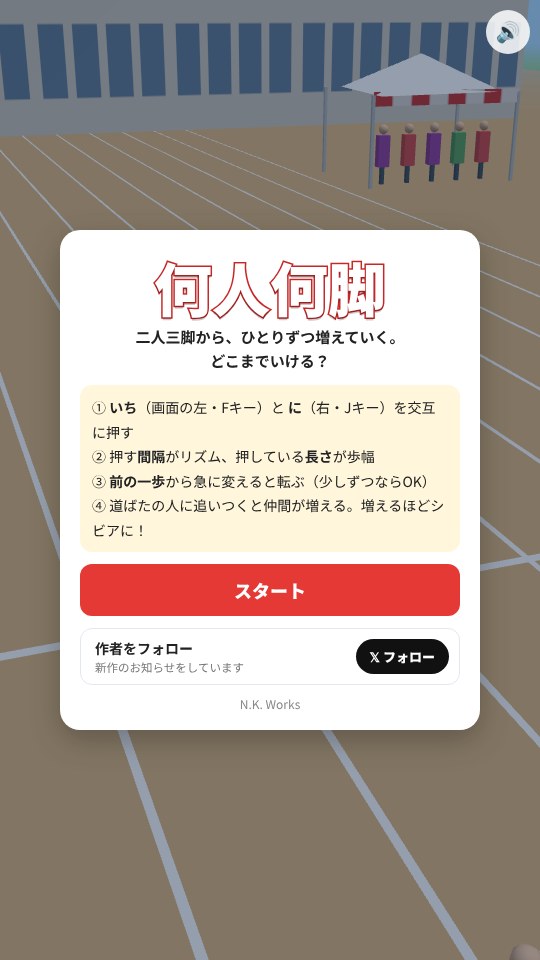 何人何脚
二人三脚から、ひとりずつ増えていく。
どこまでいける？
① いち（画面の左・Fキー）と に（右・Jキー）を交互
に押す
② 押す間隔がリズム、押している長さが歩幅
③ 前の一歩から急に変えると転ぶ（少しずつならOK）
④ 道ばたの人に追いつくと仲間が増える。増えるほどシ
ビアに！
スタート
作者をフォロー
新作のお知らせをしています
𝕏 フォロー
N.K. Works